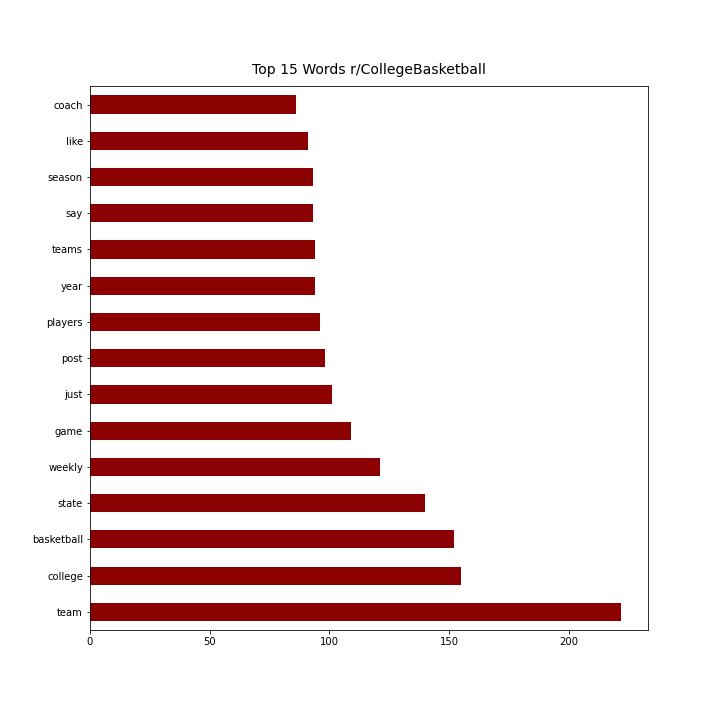 Top 15 Words r/CollegeBasketball
coach
like
season
say
teams
year
players
post
just
game
weekly
state
basketball
college
team
0 50 100 150 200